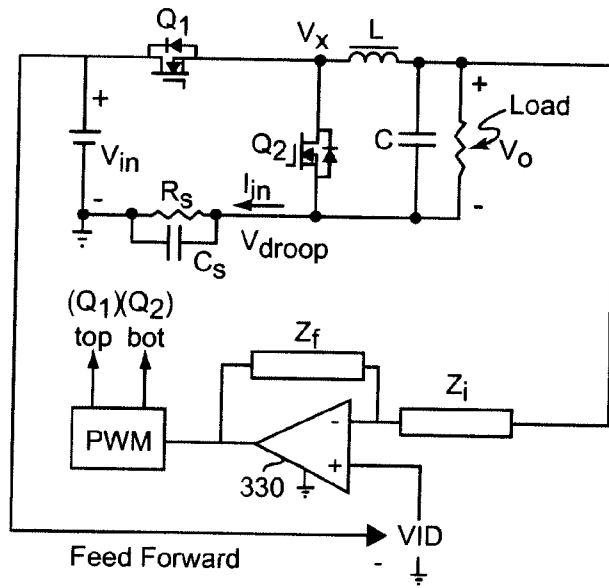 Q1
Vx
L
+
+
Load
Vin
Q2
C
Vo
-
Rs
Iin
-
Cs
Vdroop
(Q1)(Q2)
top bot
Zf
Zi
PWM
-
+
330
VID
Feed Forward
-